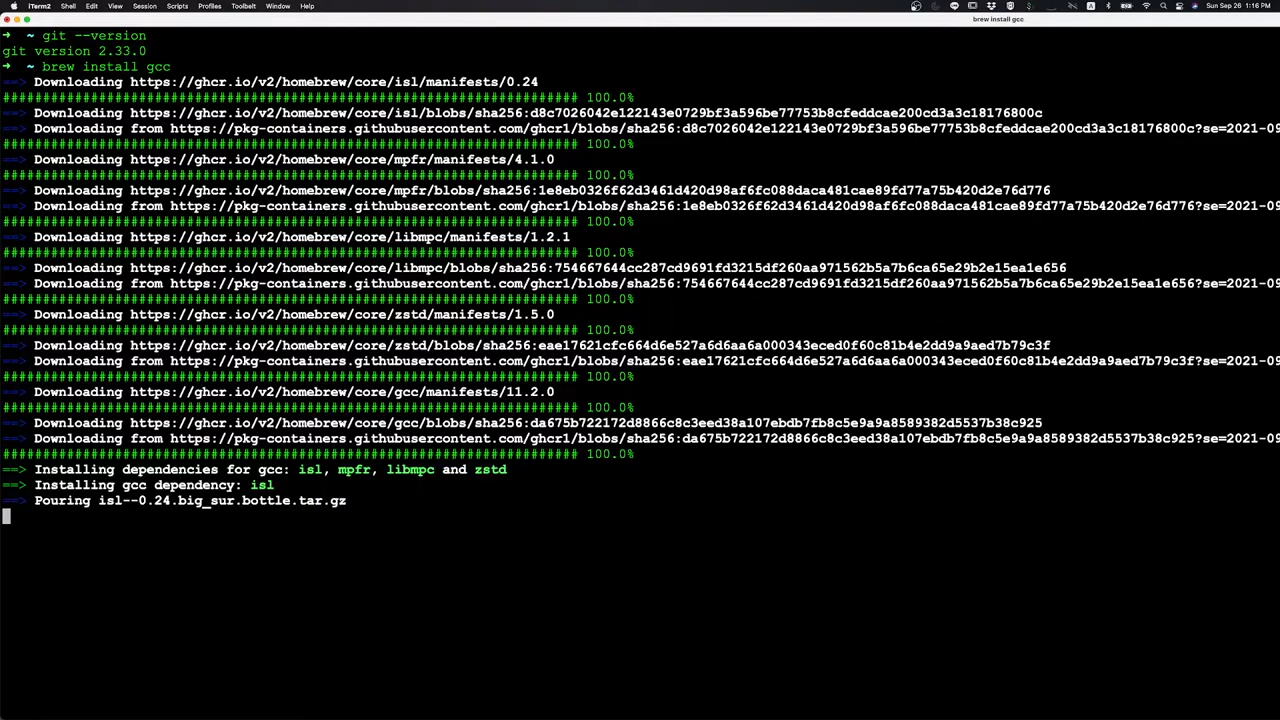 iTerm2 Shell Edit View Session Scripts Profiles Toolbelt Window Help Sun Sep 26 1:16 PM
brew install gcc
➜ ~ git --version
git version 2.33.0
➜ ~ brew install gcc
==> Downloading https://ghcr.io/v2/homebrew/core/isl/manifests/0.24
######################################################################## 100.0%
==> Downloading https://ghcr.io/v2/homebrew/core/isl/blobs/sha256:d8c7026042e122143e0729bf3a596be77753b8cfeddcae200cd3a3c18176800c
==> Downloading from https://pkg-containers.githubusercontent.com/ghcr1/blobs/sha256:d8c7026042e122143e0729bf3a596be77753b8cfeddcae200cd3a3c18176800c?se=2021-09
######################################################################## 100.0%
==> Downloading https://ghcr.io/v2/homebrew/core/mpfr/manifests/4.1.0
######################################################################## 100.0%
==> Downloading https://ghcr.io/v2/homebrew/core/mpfr/blobs/sha256:1e8eb0326f62d3461d420d98af6fc088daca481cae89fd77a75b420d2e76d776
==> Downloading from https://pkg-containers.githubusercontent.com/ghcr1/blobs/sha256:1e8eb0326f62d3461d420d98af6fc088daca481cae89fd77a75b420d2e76d776?se=2021-09
######################################################################## 100.0%
==> Downloading https://ghcr.io/v2/homebrew/core/libmpc/manifests/1.2.1
######################################################################## 100.0%
==> Downloading https://ghcr.io/v2/homebrew/core/libmpc/blobs/sha256:754667644cc287cd9691fd3215df260aa971562b5a7b6ca65e29b2e15ea1e656
==> Downloading from https://pkg-containers.githubusercontent.com/ghcr1/blobs/sha256:754667644cc287cd9691fd3215df260aa971562b5a7b6ca65e29b2e15ea1e656?se=2021-09
######################################################################## 100.0%
==> Downloading https://ghcr.io/v2/homebrew/core/zstd/manifests/1.5.0
######################################################################## 100.0%
==> Downloading https://ghcr.io/v2/homebrew/core/zstd/blobs/sha256:eae17621cfc664d6e527a6d6aa6a000343eced0f60c81b4e2dd9a9aed7b79c3f
==> Downloading from https://pkg-containers.githubusercontent.com/ghcr1/blobs/sha256:eae17621cfc664d6e527a6d6aa6a000343eced0f60c81b4e2dd9a9aed7b79c3f?se=2021-09
######################################################################## 100.0%
==> Downloading https://ghcr.io/v2/homebrew/core/gcc/manifests/11.2.0
######################################################################## 100.0%
==> Downloading https://ghcr.io/v2/homebrew/core/gcc/blobs/sha256:da675b722172d8866c8c3eed38a107ebdb7fb8c5e9a9a8589382d5537b38c925
==> Downloading from https://pkg-containers.githubusercontent.com/ghcr1/blobs/sha256:da675b722172d8866c8c3eed38a107ebdb7fb8c5e9a9a8589382d5537b38c925?se=2021-09
######################################################################## 100.0%
==> Installing dependencies for gcc: isl, mpfr, libmpc and zstd
==> Installing gcc dependency: isl
==> Pouring isl--0.24.big_sur.bottle.tar.gz